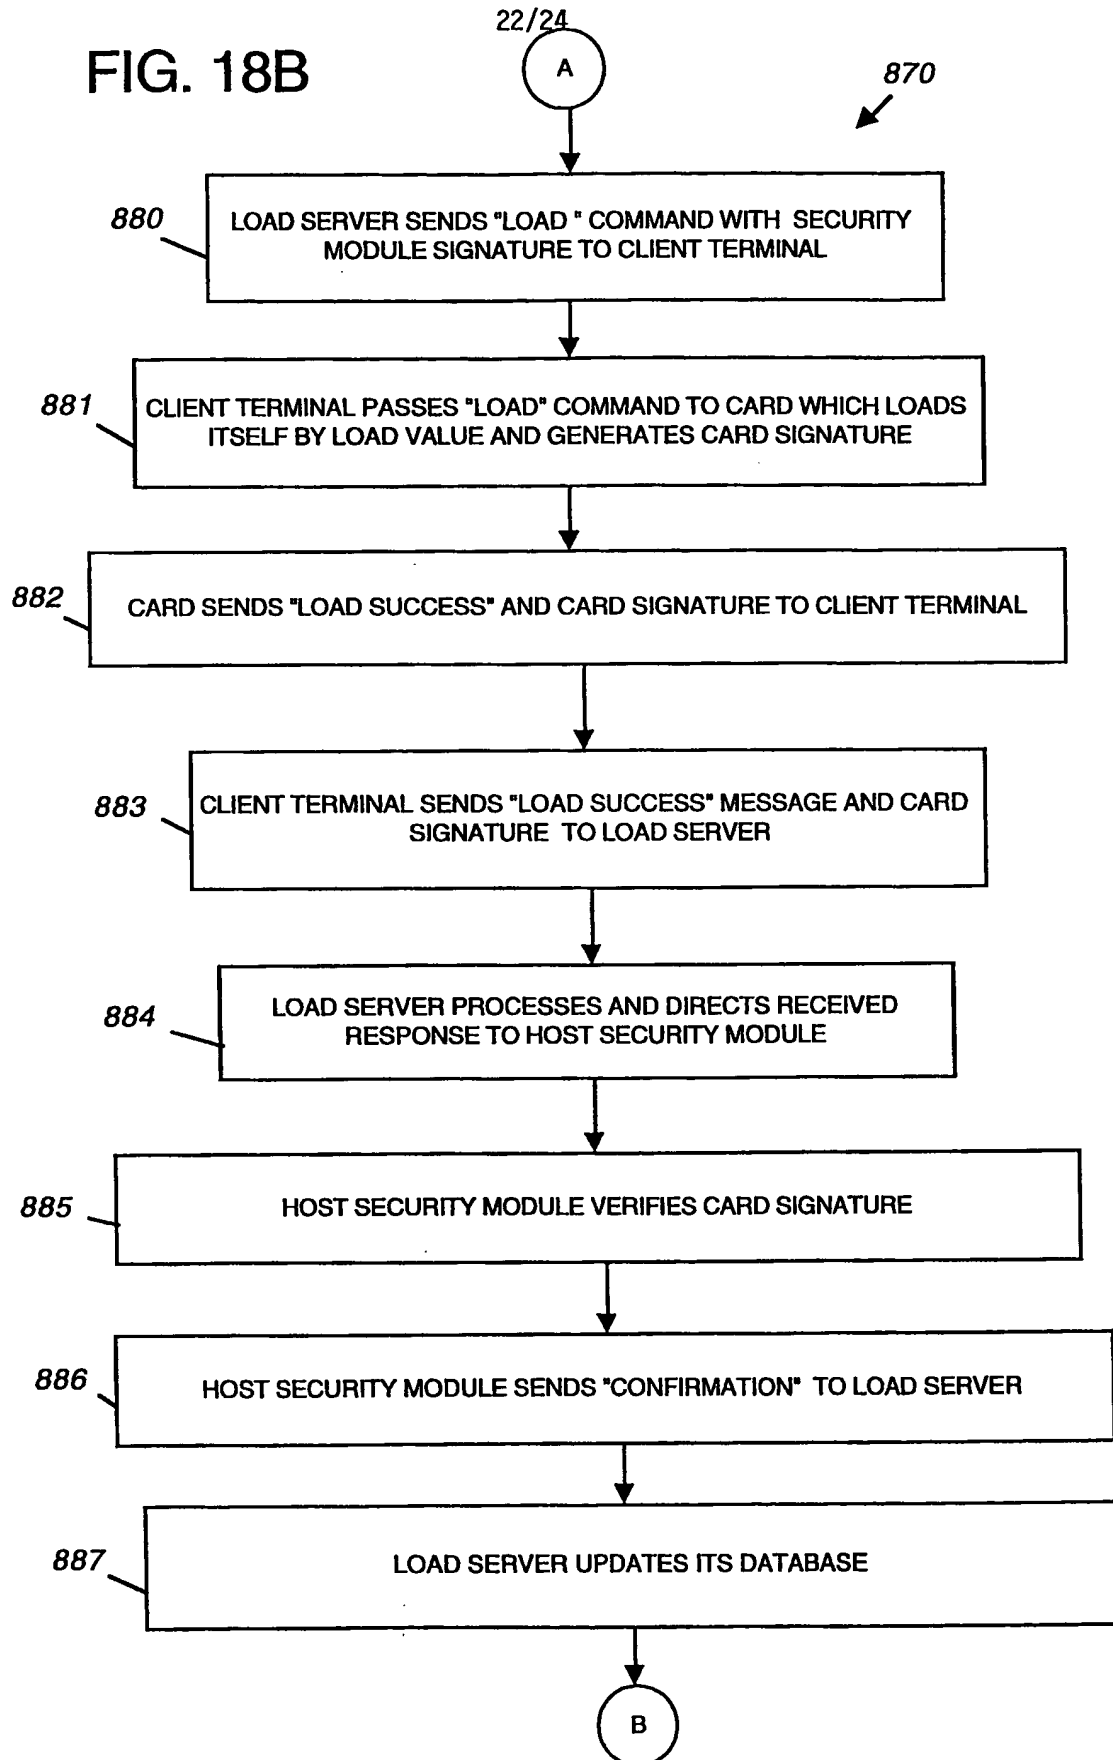 22/24
FIG. 18B
A
870
880
LOAD SERVER SENDS "LOAD " COMMAND WITH SECURITY
MODULE SIGNATURE TO CLIENT TERMINAL
881
CLIENT TERMINAL PASSES "LOAD" COMMAND TO CARD WHICH LOADS
ITSELF BY LOAD VALUE AND GENERATES CARD SIGNATURE
882
CARD SENDS "LOAD SUCCESS" AND CARD SIGNATURE TO CLIENT TERMINAL
883
CLIENT TERMINAL SENDS "LOAD SUCCESS" MESSAGE AND CARD
SIGNATURE TO LOAD SERVER
884
LOAD SERVER PROCESSES AND DIRECTS RECEIVED
RESPONSE TO HOST SECURITY MODULE
885
HOST SECURITY MODULE VERIFIES CARD SIGNATURE
886
HOST SECURITY MODULE SENDS "CONFIRMATION" TO LOAD SERVER
887
LOAD SERVER UPDATES ITS DATABASE
B